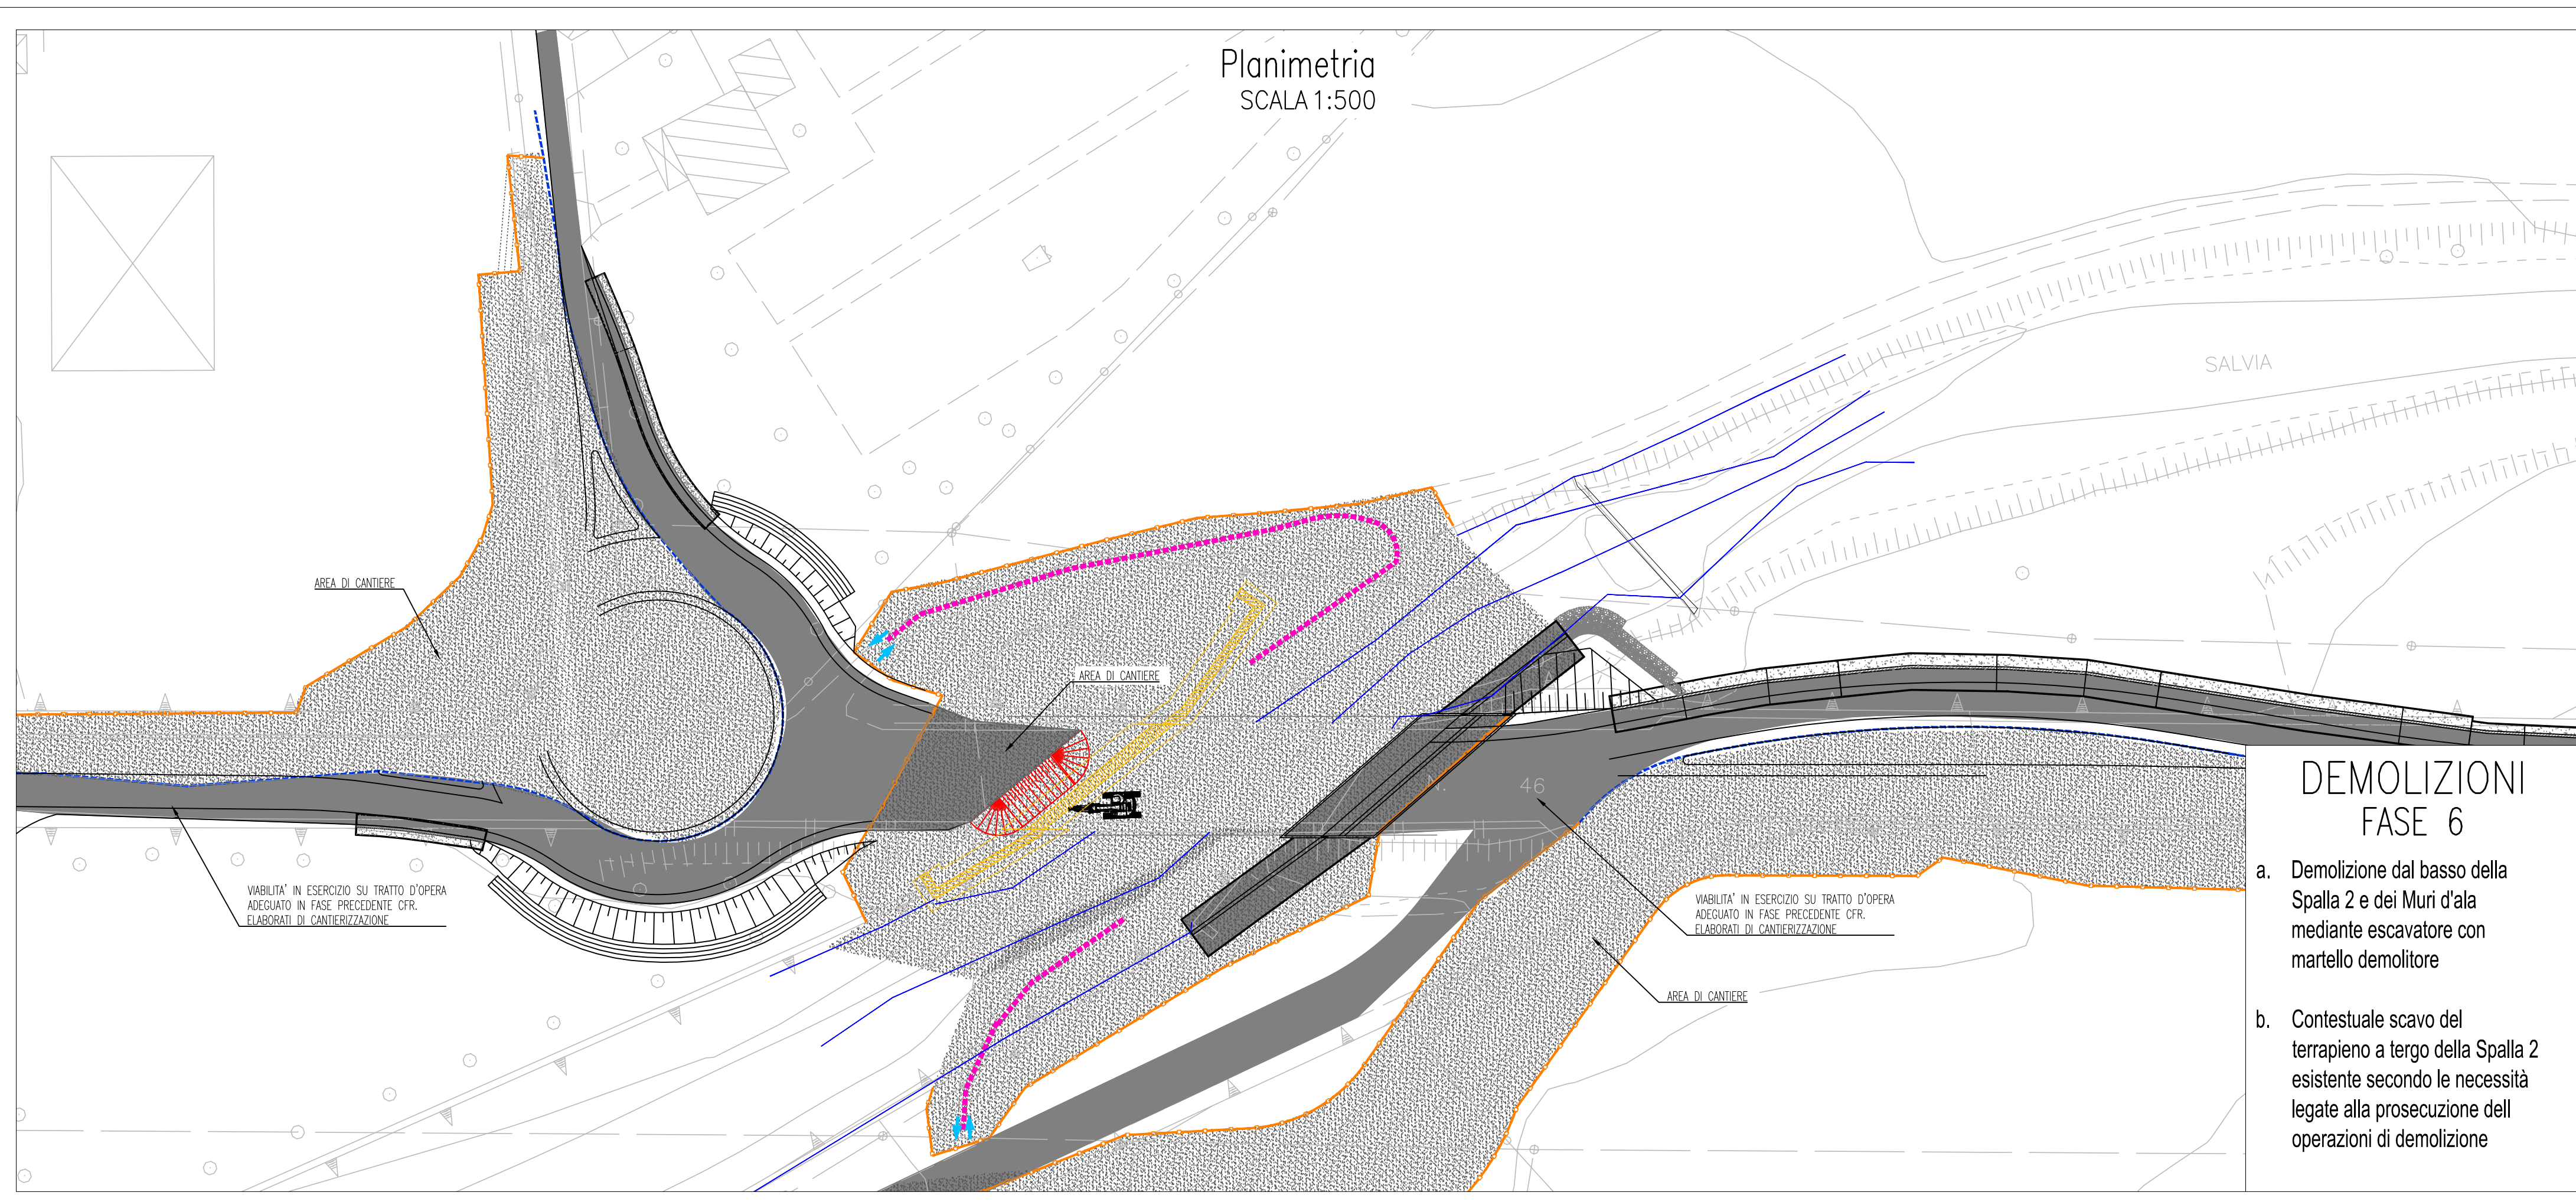 Planimetria
SCALA 1:500
SALVIA
AREA DI CANTIERE
AREA DI CANTIERE
N. 46
VIABILITA' IN ESERCIZIO SU TRATTO D'OPERA
ADEGUATO IN FASE PRECEDENTE CFR.
ELABORATI DI CANTIERIZZAZIONE
VIABILITA' IN ESERCIZIO SU TRATTO D'OPERA
ADEGUATO IN FASE PRECEDENTE CFR.
ELABORATI DI CANTIERIZZAZIONE
AREA DI CANTIERE
DEMOLIZIONI
FASE 6
a. Demolizione dal basso della
Spalla 2 e dei Muri d'ala
mediante escavatore con
martello demolitore
b. Contestuale scavo del
terrapieno a tergo della Spalla 2
esistente secondo le necessità
legate alla prosecuzione dell
operazioni di demolizione